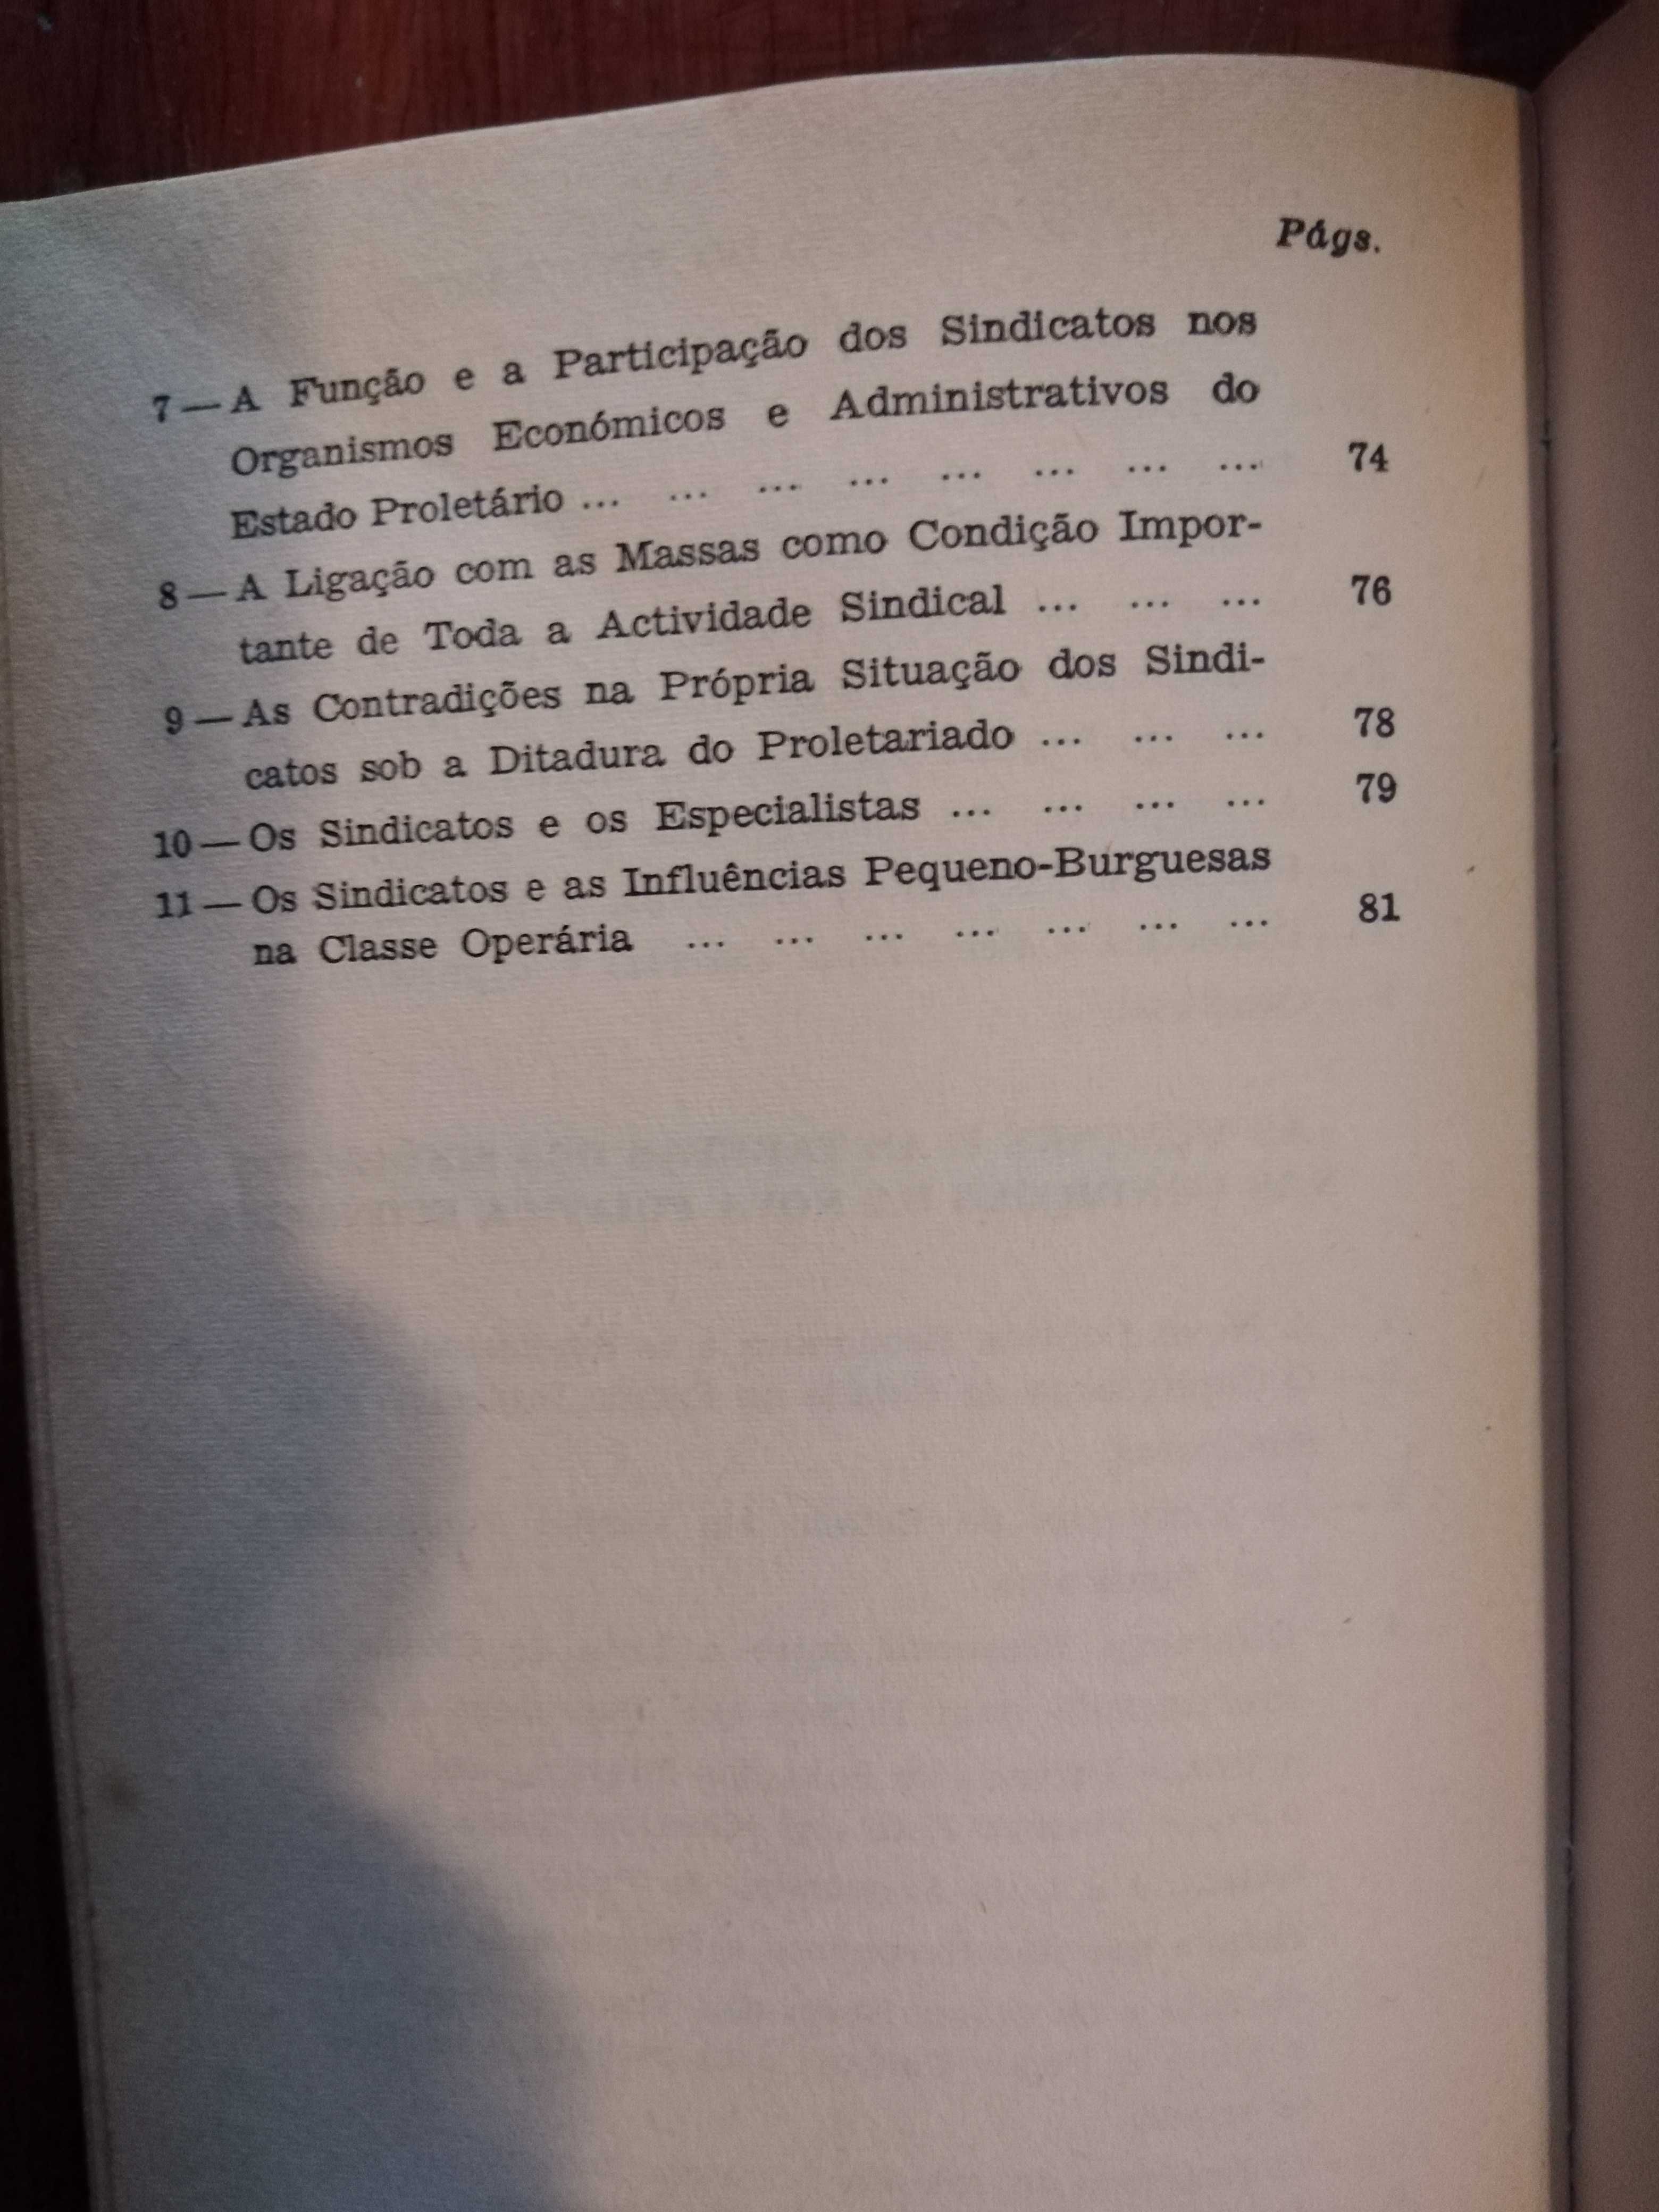 Págs.
7 — A Função e a Participação dos Sindicatos nos
Organismos Económicos e Administrativos do
Estado Proletário ... ... ... ... ... ... ... ... 74
8 — A Ligação com as Massas como Condição Impor-
tante de Toda a Actividade Sindical ... ... ... 76
9 — As Contradições na Própria Situação dos Sindi-
catos sob a Ditadura do Proletariado ... ... ... 78
10 — Os Sindicatos e os Especialistas ... ... ... ... 79
11 — Os Sindicatos e as Influências Pequeno-Burguesas
na Classe Operária ... ... ... ... ... ... ... 81